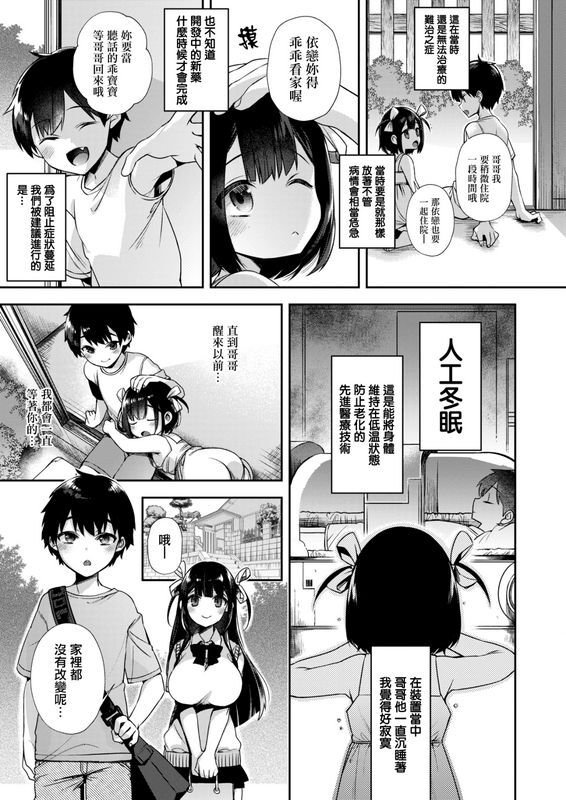 這在當時
還是無法治療的
難治之症
哥哥我
要稍微住院
一段時間哦
那依戀也要
一起住院─
當時要是就那樣
放著不管
病情會相當危急
依戀妳得
乖乖看家喔
摸
也不知道
開發中的新藥
什麼時候才會完成
妳要當
聽話的乖寶寶
等哥哥回來哦
為了阻止症狀蔓延
我們被建議進行的
是…
人工冬眠
這是能將身體
維持在低溫狀態
防止老化的
先進醫療技術
在裝置當中
哥哥他一直沉睡著
我覺得好寂寞
直到哥哥
醒來以前…
我都會一直
等著你的…
哦─
家裡都
沒有改變呢…